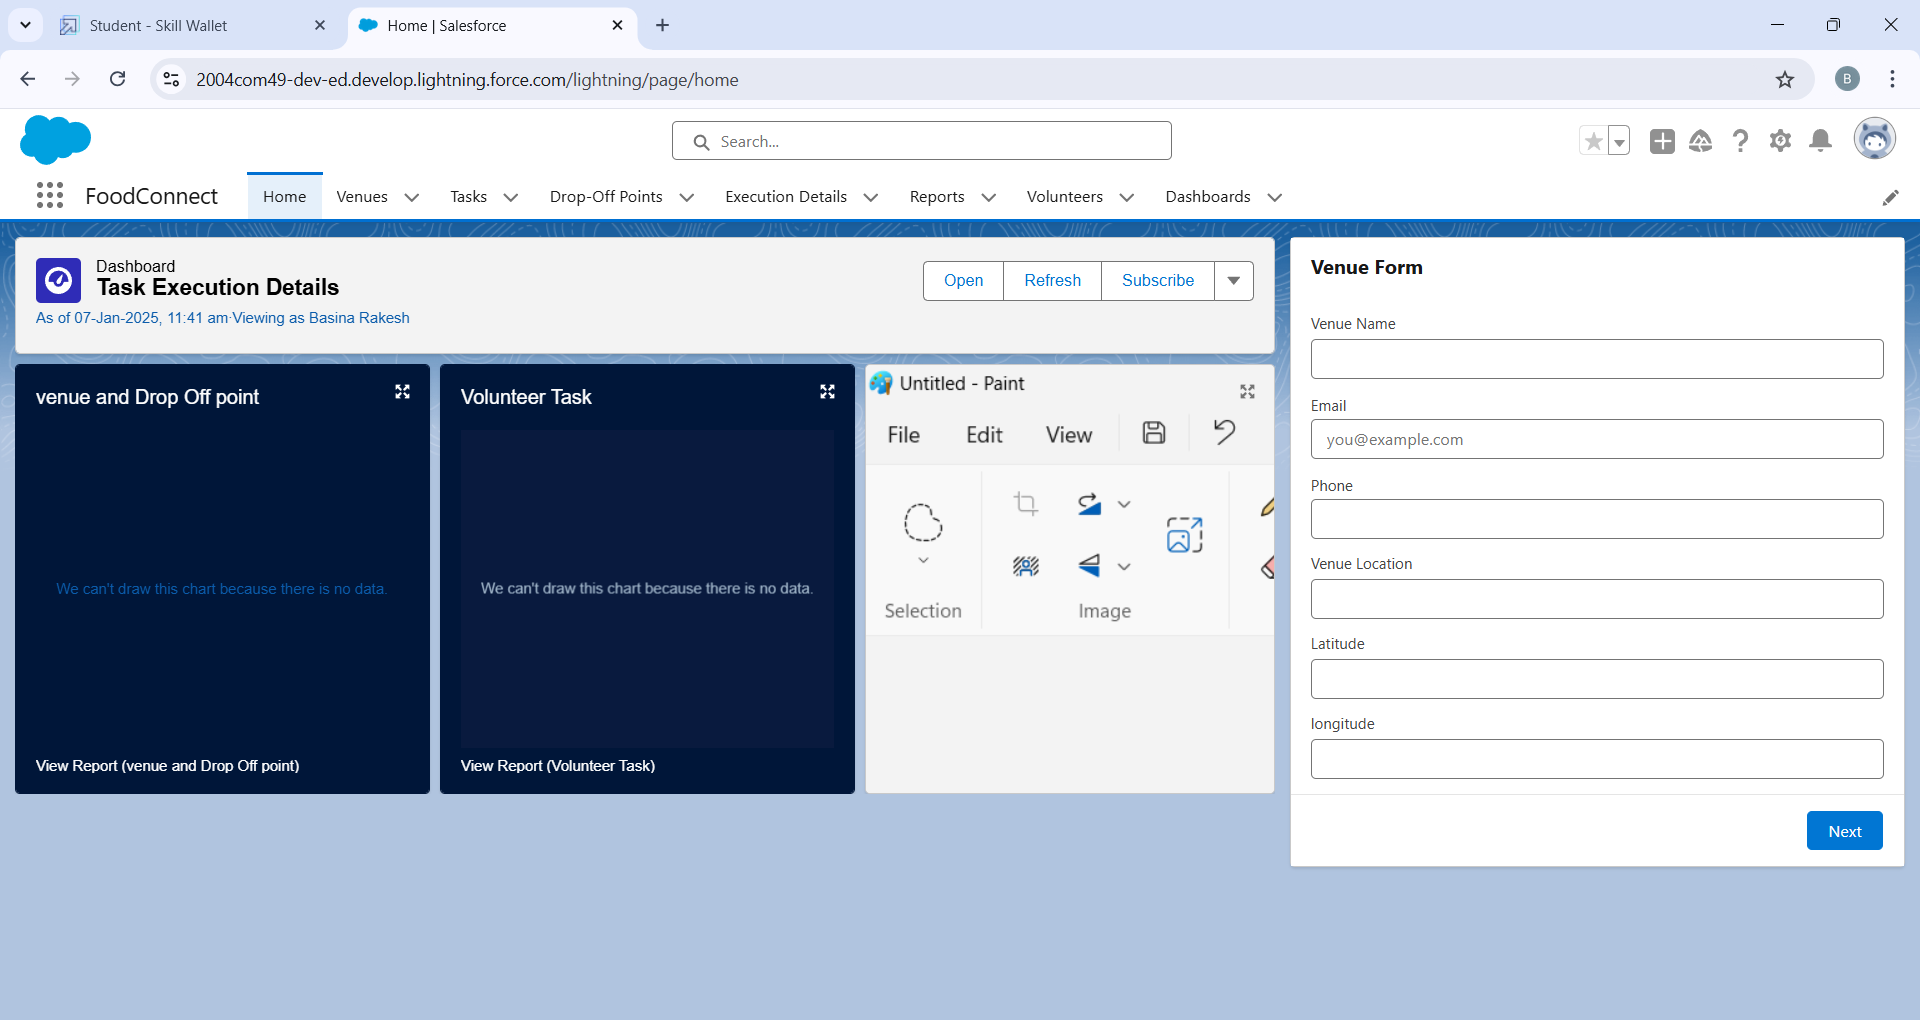 Student - Skill Wallet
Home | Salesforce
2004com49-dev-ed.develop.lightning.force.com/lightning/page/home
B
Search...
FoodConnect
Home
Venues
Tasks
Drop-Off Points
Execution Details
Reports
Volunteers
Dashboards
Dashboard
Task Execution Details
As of 07-Jan-2025, 11:41 am·Viewing as Basina Rakesh
Open
Refresh
Subscribe
venue and Drop Off point
We can't draw this chart because there is no data.
View Report (venue and Drop Off point)
Volunteer Task
We can't draw this chart because there is no data.
View Report (Volunteer Task)
Untitled - Paint
File
Edit
View
Selection
Image
Venue Form
Venue Name
Email
you@example.com
Phone
Venue Location
Latitude
longitude
Next